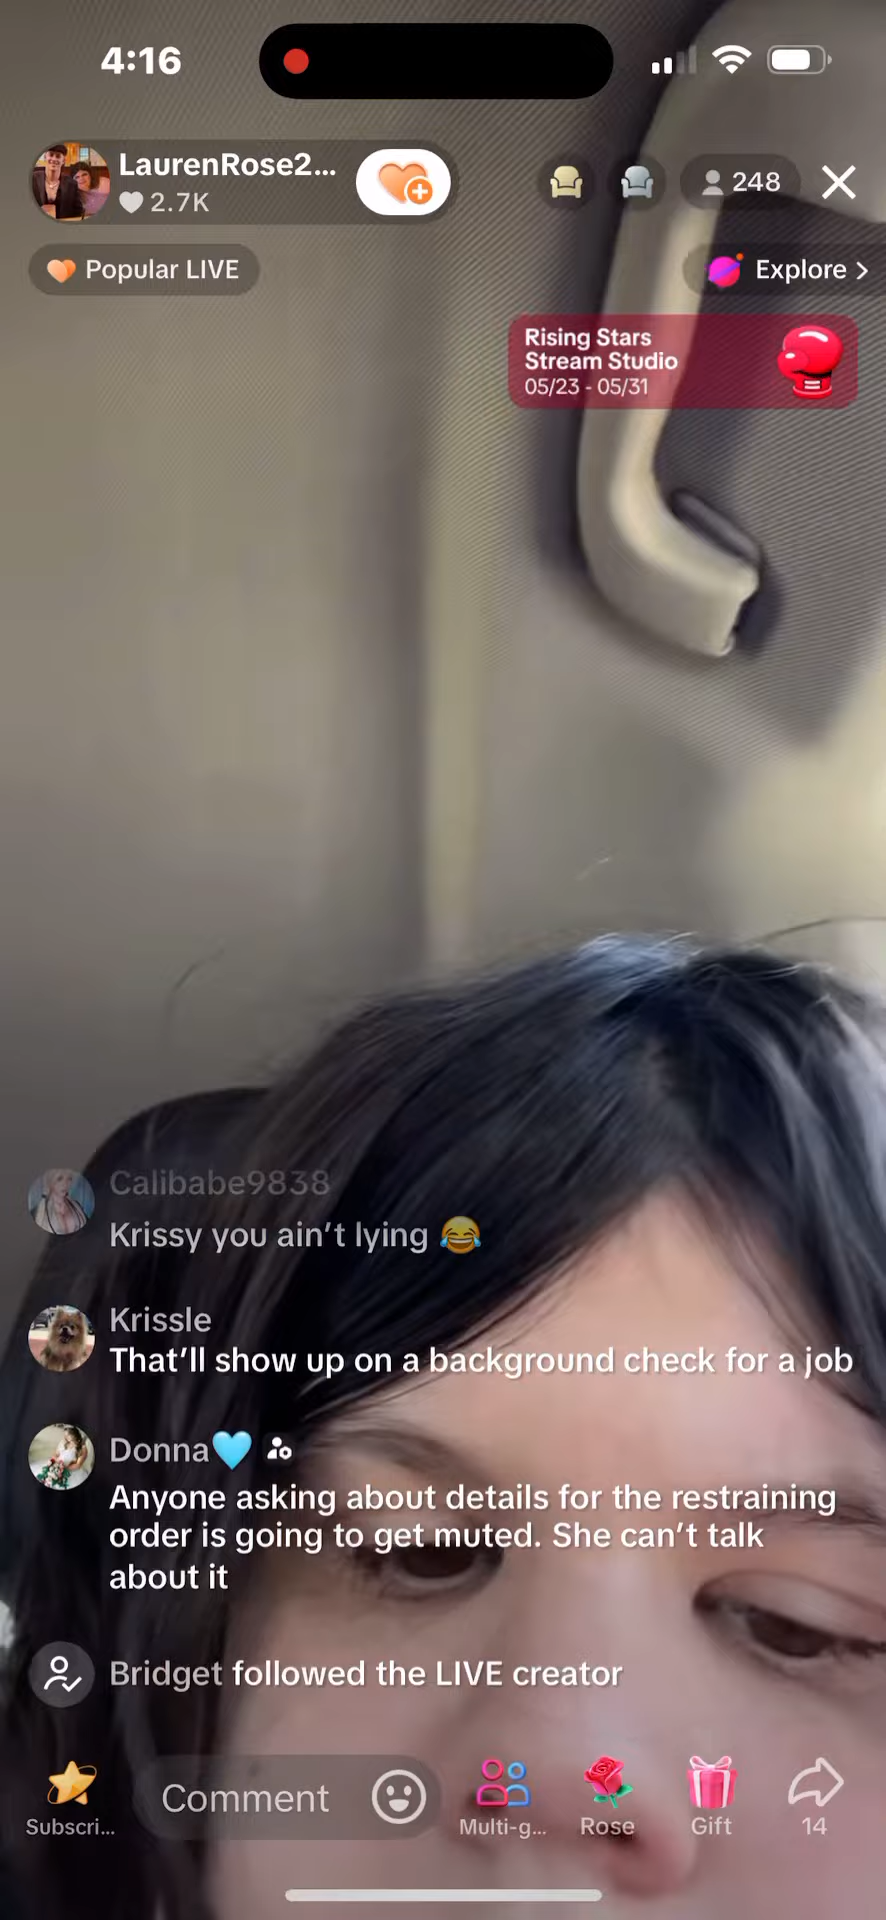 4:16
LaurenRose2...
2.7K
248
Popular LIVE
Explore >
Rising Stars
Stream Studio
05/23 - 05/31
Calibabe9838
Krissy you ain't lying 😂
Krissle
That'll show up on a background check for a job
Donna🩵
Anyone asking about details for the restraining
order is going to get muted. She can't talk
about it
Bridget followed the LIVE creator
Comment
Subscri...
Multi-g...
Rose
Gift
14